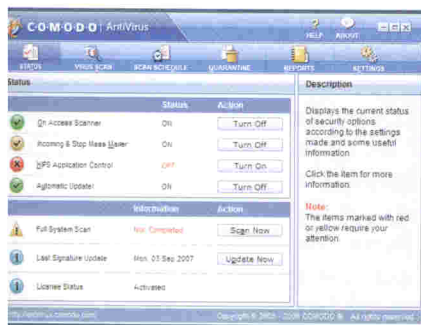 COMODO | AntiVirus
HELP ABOUT
STATUS VIRUS SCAN SCAN SCHEDULE QUARANTINE REPORTS SETTINGS
Status
Status Action
On Access Scanner ON Turn Off
Incoming & Stop Mass Mailer ON Turn Off
HIPS Application Control OFF Turn On
Automatic Updater ON Turn Off
Information Action
Full System Scan Not Completed Scan Now
Last Signature Update Mon, 03 Sep 2007 Update Now
License Status Activated
Description
Displays the current status
of security options
according to the settings
made and some useful
information
Click the item for more
information.
Note:
The items marked with red
or yellow require your
attention.
Copyright © 2005 - 2006 COMODO ® All rights reserved